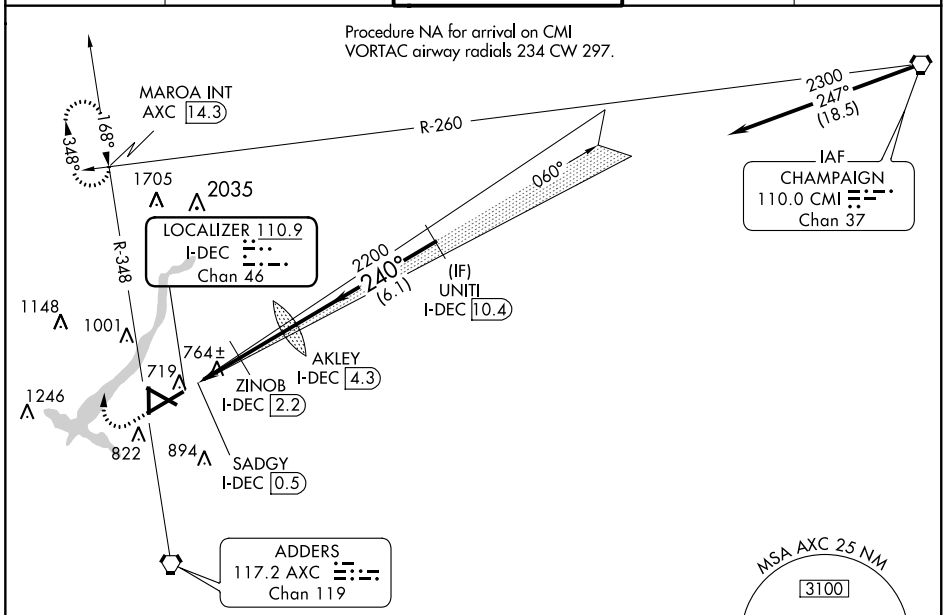 Procedure NA for arrival on CMI
VORTAC airway radials 234 CW 297.
MAROA INT
AXC 14.3
2300
247°
(18.5)
R-260
168°
348°
060°
IAF
CHAMPAIGN
110.0 CMI
Chan 37
1705
2035
LOCALIZER 110.9
I-DEC
Chan 46
R-348
2200
240°
(6.1)
(IF)
UNITI
I-DEC 10.4
1148
1001
764±
AKLEY
I-DEC 4.3
719
ZINOB
I-DEC 2.2
1246
822
894
SADGY
I-DEC 0.5
ADDERS
117.2 AXC
Chan 119
MSA AXC 25 NM
3100